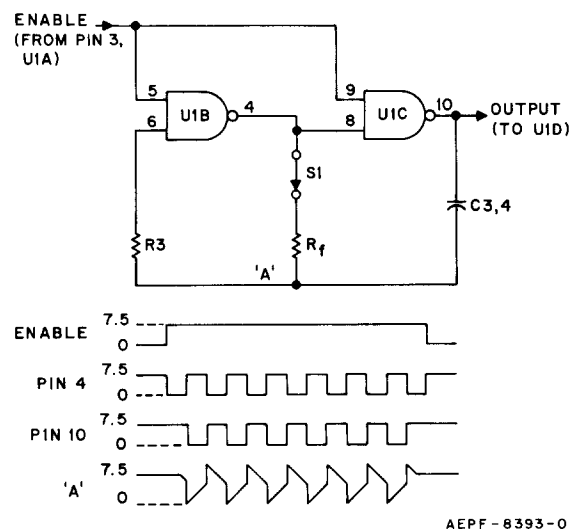 ENABLE
(FROM PIN 3,
U1A)
5
6
U1B
4
9
8
U1C
10
OUTPUT
(TO U1D)
S1
C3,4
R3
Rf
'A'
ENABLE
7.5
0
PIN 4
7.5
0
PIN 10
7.5
0
'A'
7.5
0
AEPF-8393-0